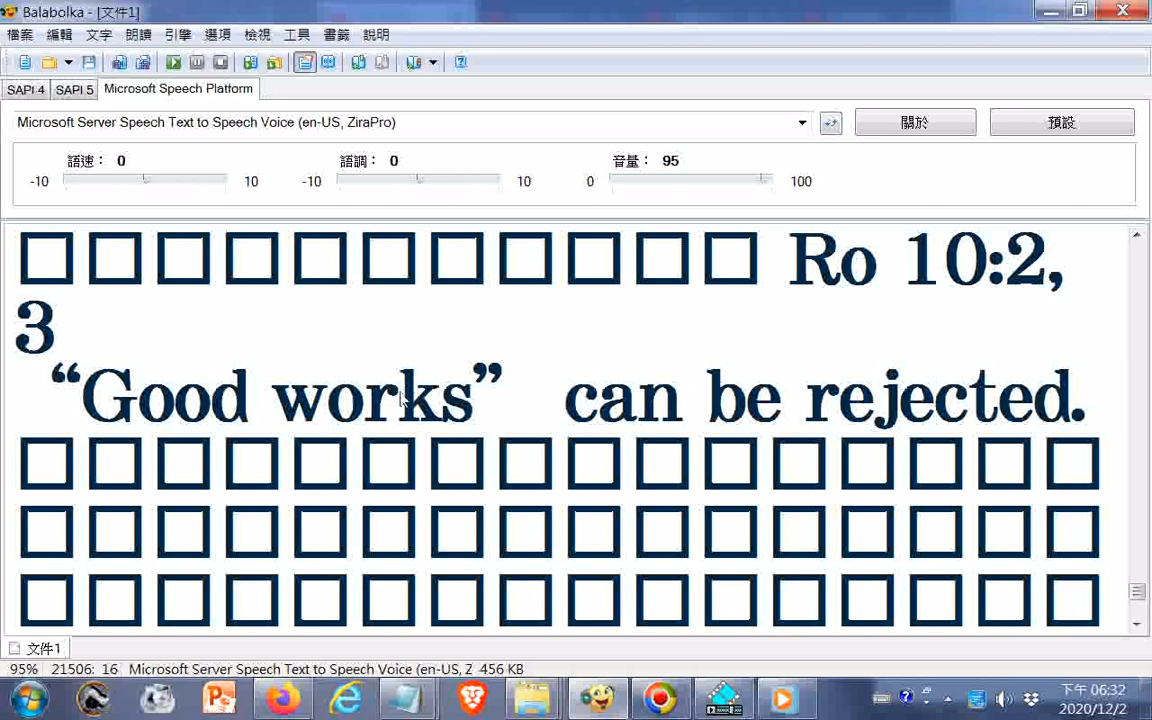 Balabolka - [文件1]
檔案 編輯 文字 朗讀 引擎 選項 檢視 工具 書籤 說明
SAPI 4 SAPI 5 Microsoft Speech Platform
Microsoft Server Speech Text to Speech Voice (en-US, ZiraPro) 關於 預設
語速： 0 語調： 0 音量： 95
-10 10 -10 10 0 100
□□□□□□□□□□□ Ro 10:2,
3
“Good works” can be rejected.
□□□□□□□□□□□□□□□□
□□□□□□□□□□□□□□□□
□□□□□□□□□□□□□□□□
文件1
95% 21506: 16 Microsoft Server Speech Text to Speech Voice (en-US, Z 456 KB
下午 06:32
2020/12/2